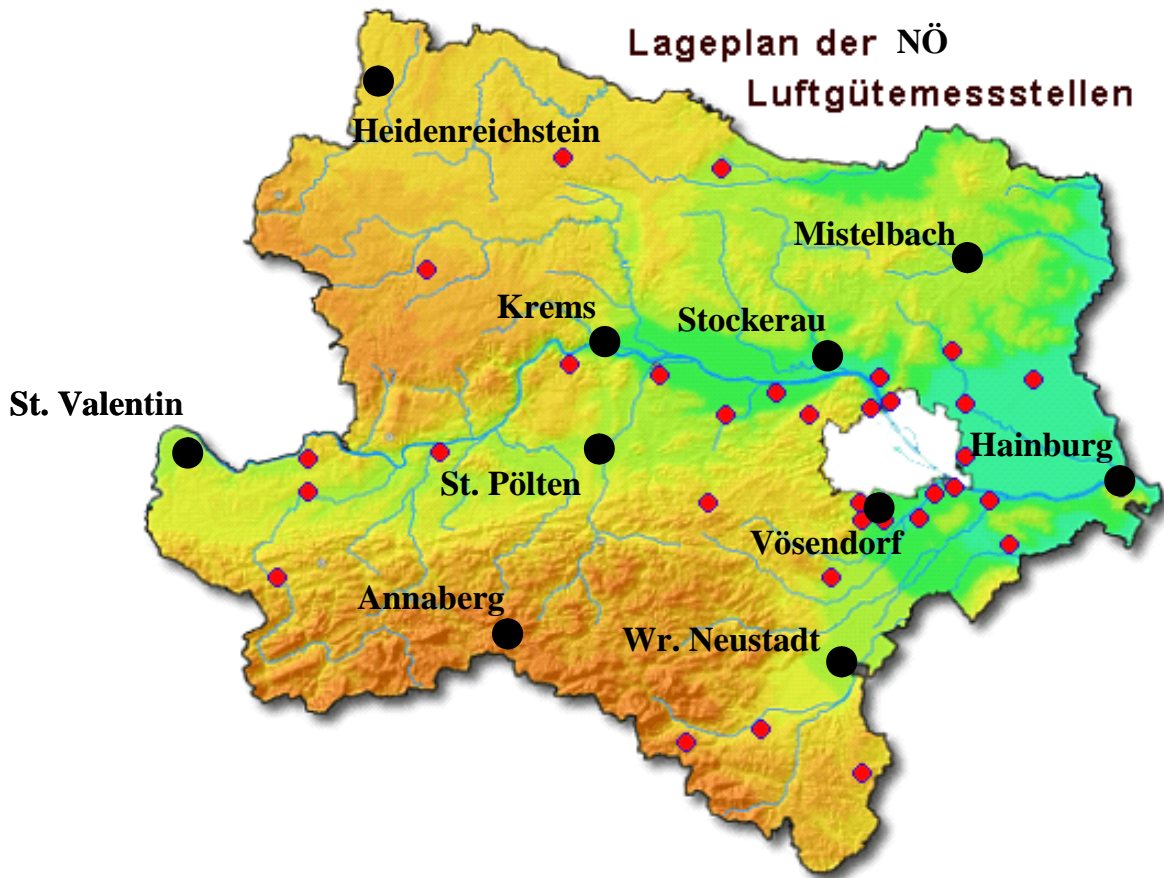 Lageplan der NÖ
Luftgütemessstellen
Heidenreichstein
Mistelbach
Krems
Stockerau
St. Valentin
Hainburg
St. Pölten
Vösendorf
Annaberg
Wr. Neustadt